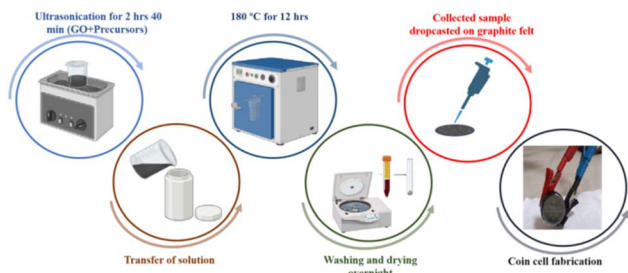 Ultrasonication for 2 hrs 40
min (GO+Precursors)
180 °C for 12 hrs
Collected sample
dropcasted on graphite felt
Transfer of solution
Washing and drying
overnight
Coin cell fabrication